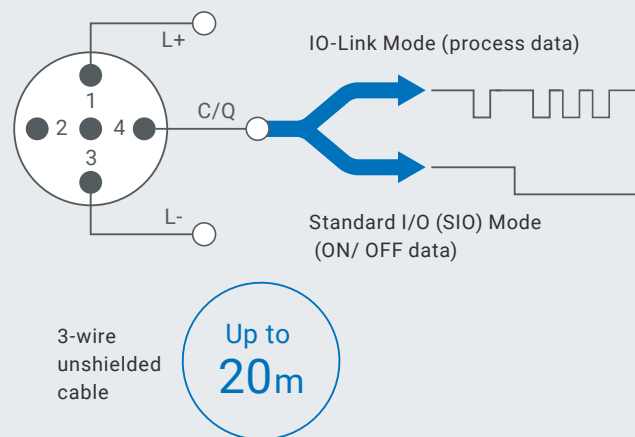 L+
IO-Link Mode (process data)
1
C/Q
2
4
3
L-
Standard I/O (SIO) Mode
(ON/ OFF data)
3-wire
unshielded
cable
Up to
20m